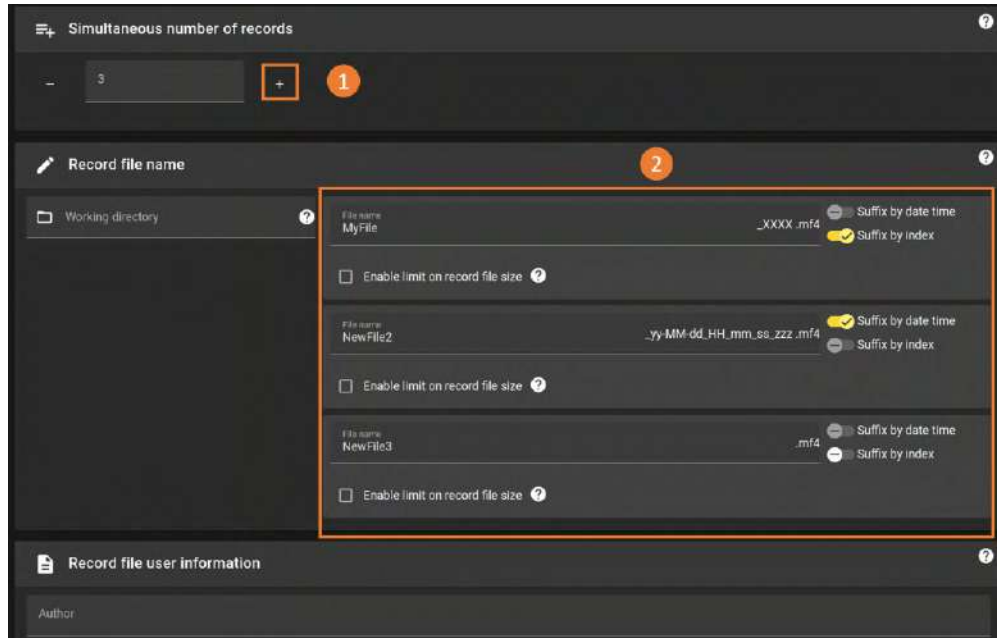 Simultaneous number of records
?
− 3 + 1
Record file name
2
?
Working directory ?
File name
MyFile _XXXX .mf4
Suffix by date time
Suffix by index
Enable limit on record file size ?
File name
NewFile2 _yy-MM-dd_HH_mm_ss_zzz .mf4
Suffix by date time
Suffix by index
Enable limit on record file size ?
File name
NewFile3 .mf4
Suffix by date time
Suffix by index
Enable limit on record file size ?
Record file user information
?
Author